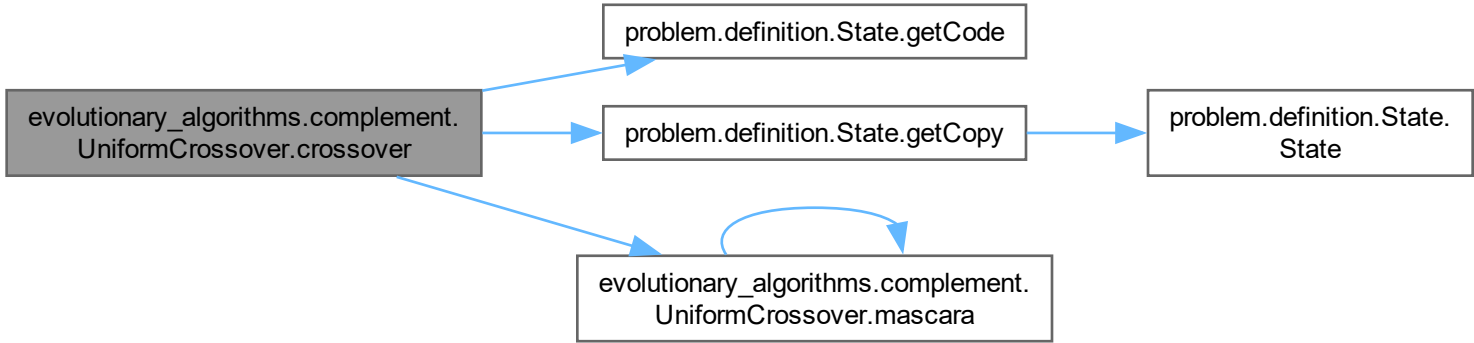 problem.definition.State.getCode
evolutionary_algorithms.complement.
UniformCrossover.crossover
problem.definition.State.getCopy
problem.definition.State.
State
evolutionary_algorithms.complement.
UniformCrossover.mascara